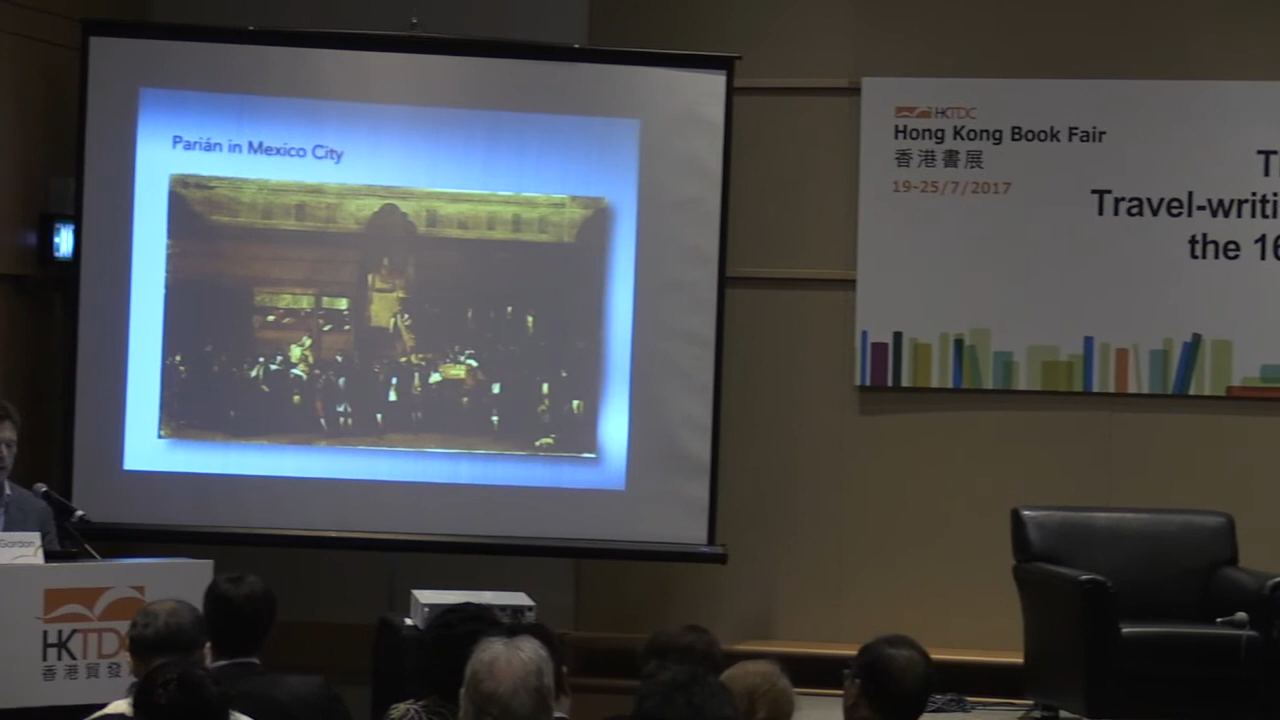 Parián in Mexico City
HKTDC
Hong Kong Book Fair
香港書展
19-25/7/2017
Travel-writi
the 16
Gordon
HKTDC
香港貿發